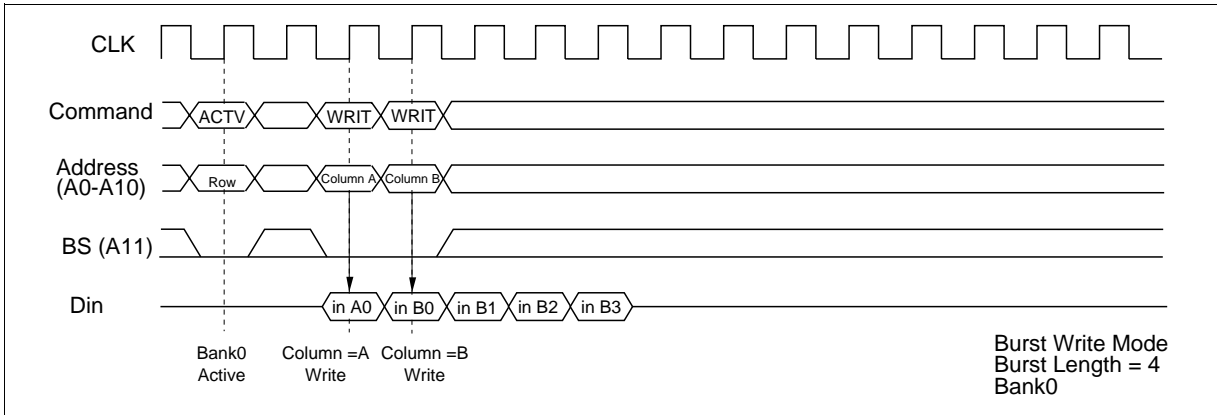 CLK
Command ACTV WRIT WRIT
Address
(A0-A10) Row Column A Column B
BS (A11)
Din in A0 in B0 in B1 in B2 in B3
Bank0 Column =A Column =B
Active Write Write
Burst Write Mode
Burst Length = 4
Bank0